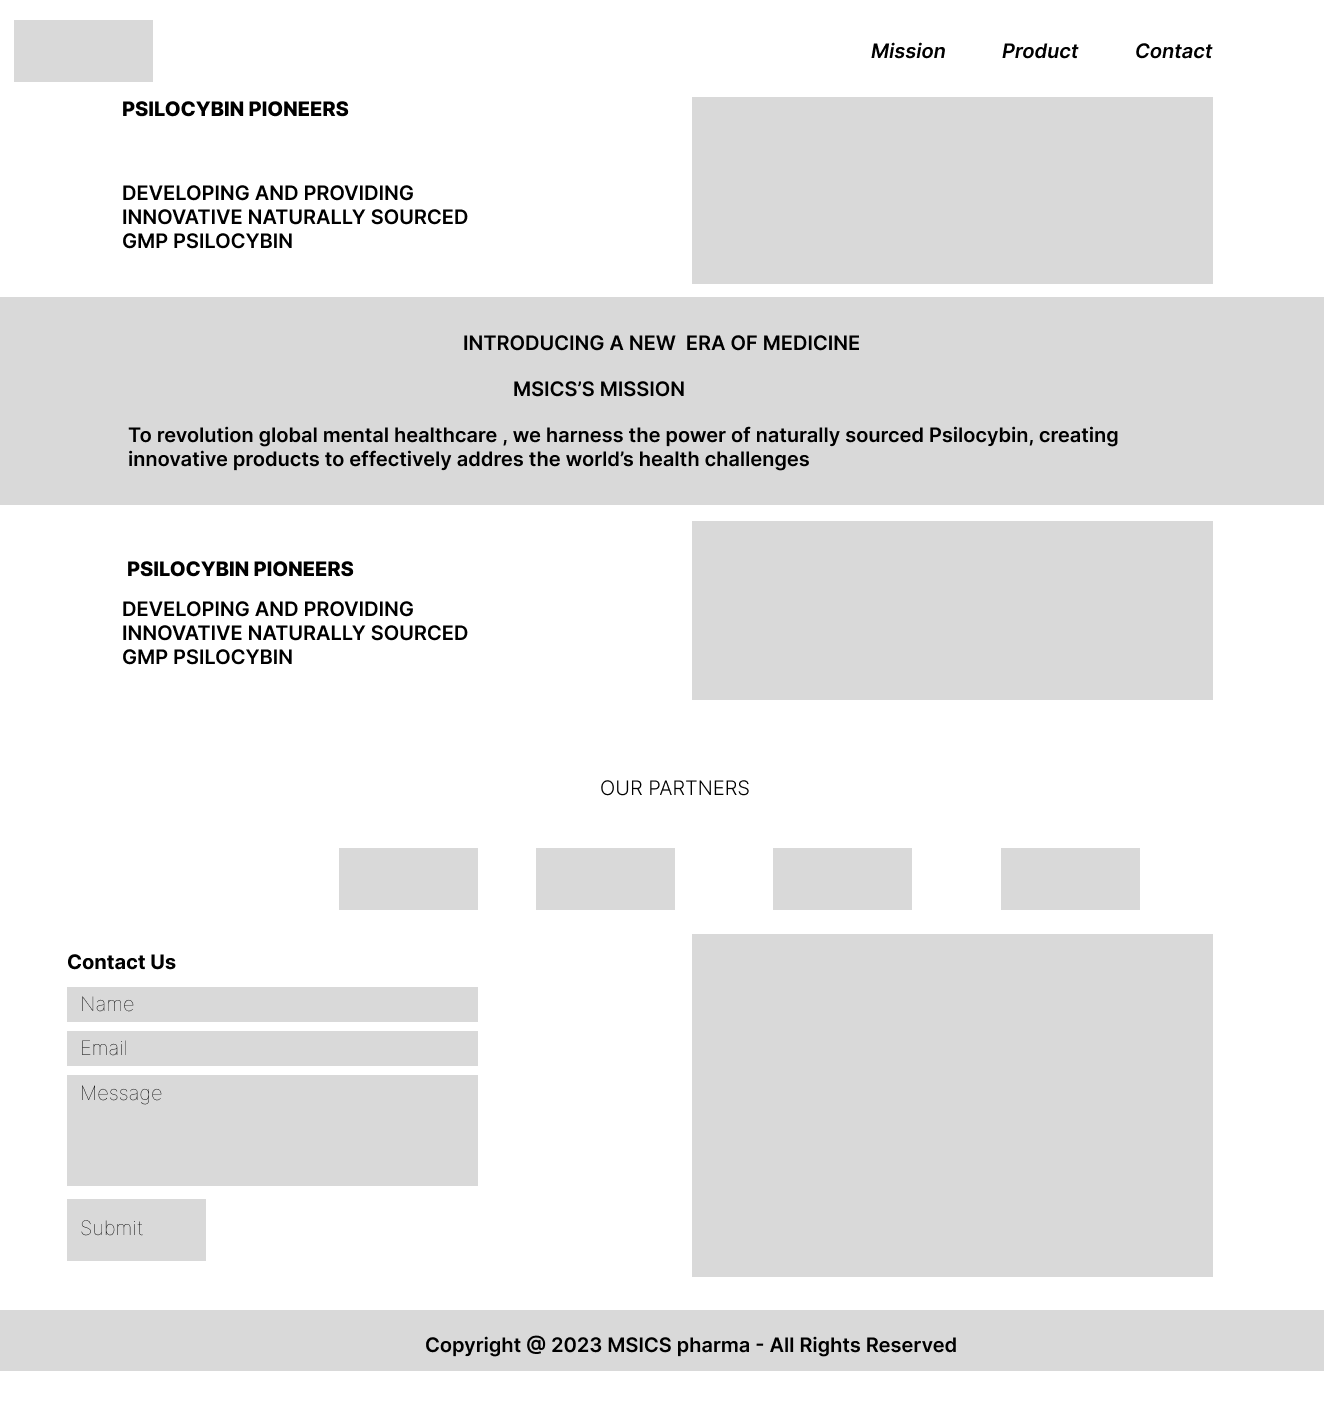 Mission Product Contact
PSILOCYBIN PIONEERS
DEVELOPING AND PROVIDING
INNOVATIVE NATURALLY SOURCED
GMP PSILOCYBIN
INTRODUCING A NEW  ERA OF MEDICINE
MSICS’S MISSION
To revolution global mental healthcare , we harness the power of naturally sourced Psilocybin, creating
innovative products to effectively addres the world’s health challenges
PSILOCYBIN PIONEERS
DEVELOPING AND PROVIDING
INNOVATIVE NATURALLY SOURCED
GMP PSILOCYBIN
OUR PARTNERS
Contact Us
Name
Email
Message
Submit
Copyright @ 2023 MSICS pharma - All Rights Reserved